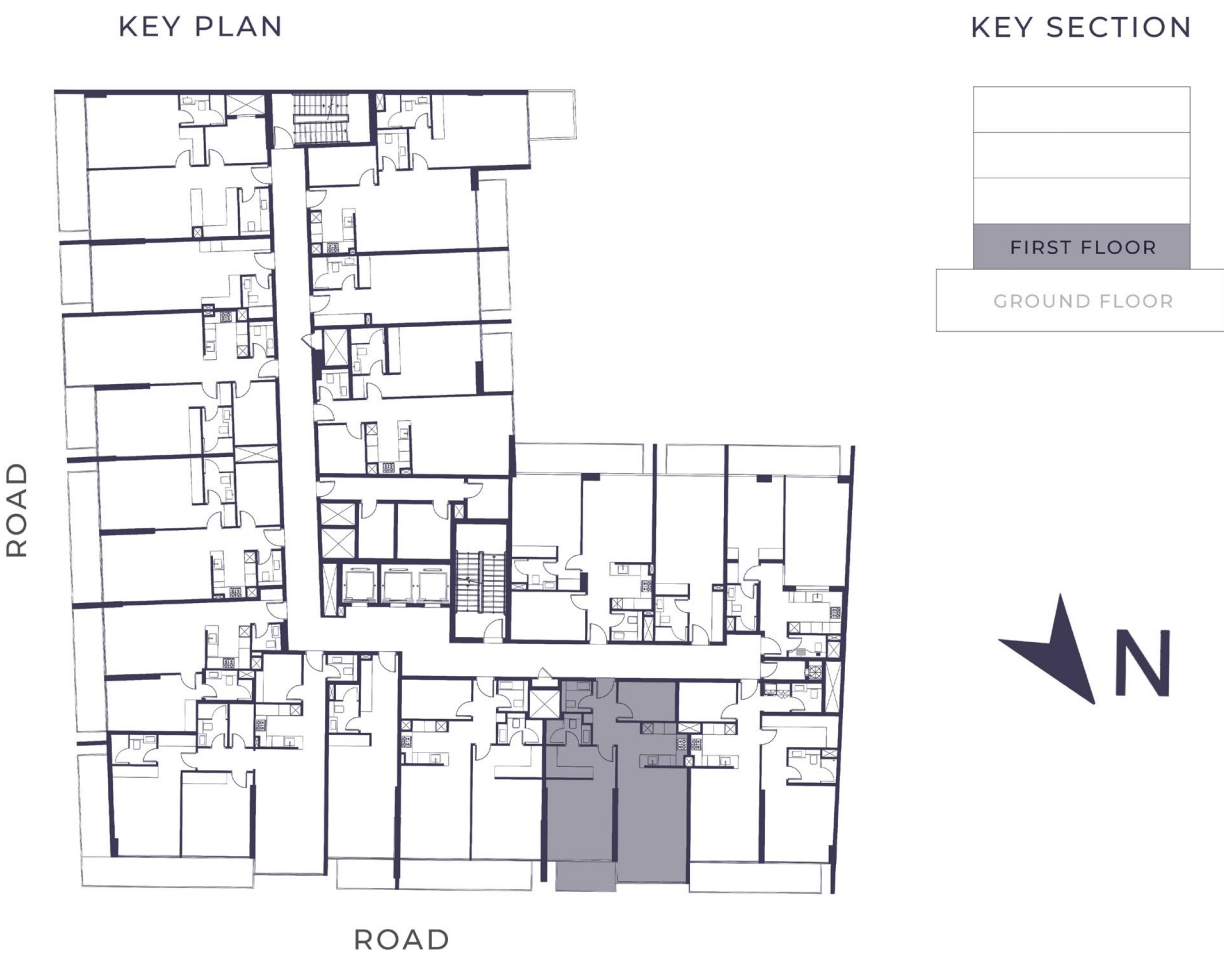 KEY PLAN
KEY SECTION
FIRST FLOOR
GROUND FLOOR
ROAD
N
ROAD